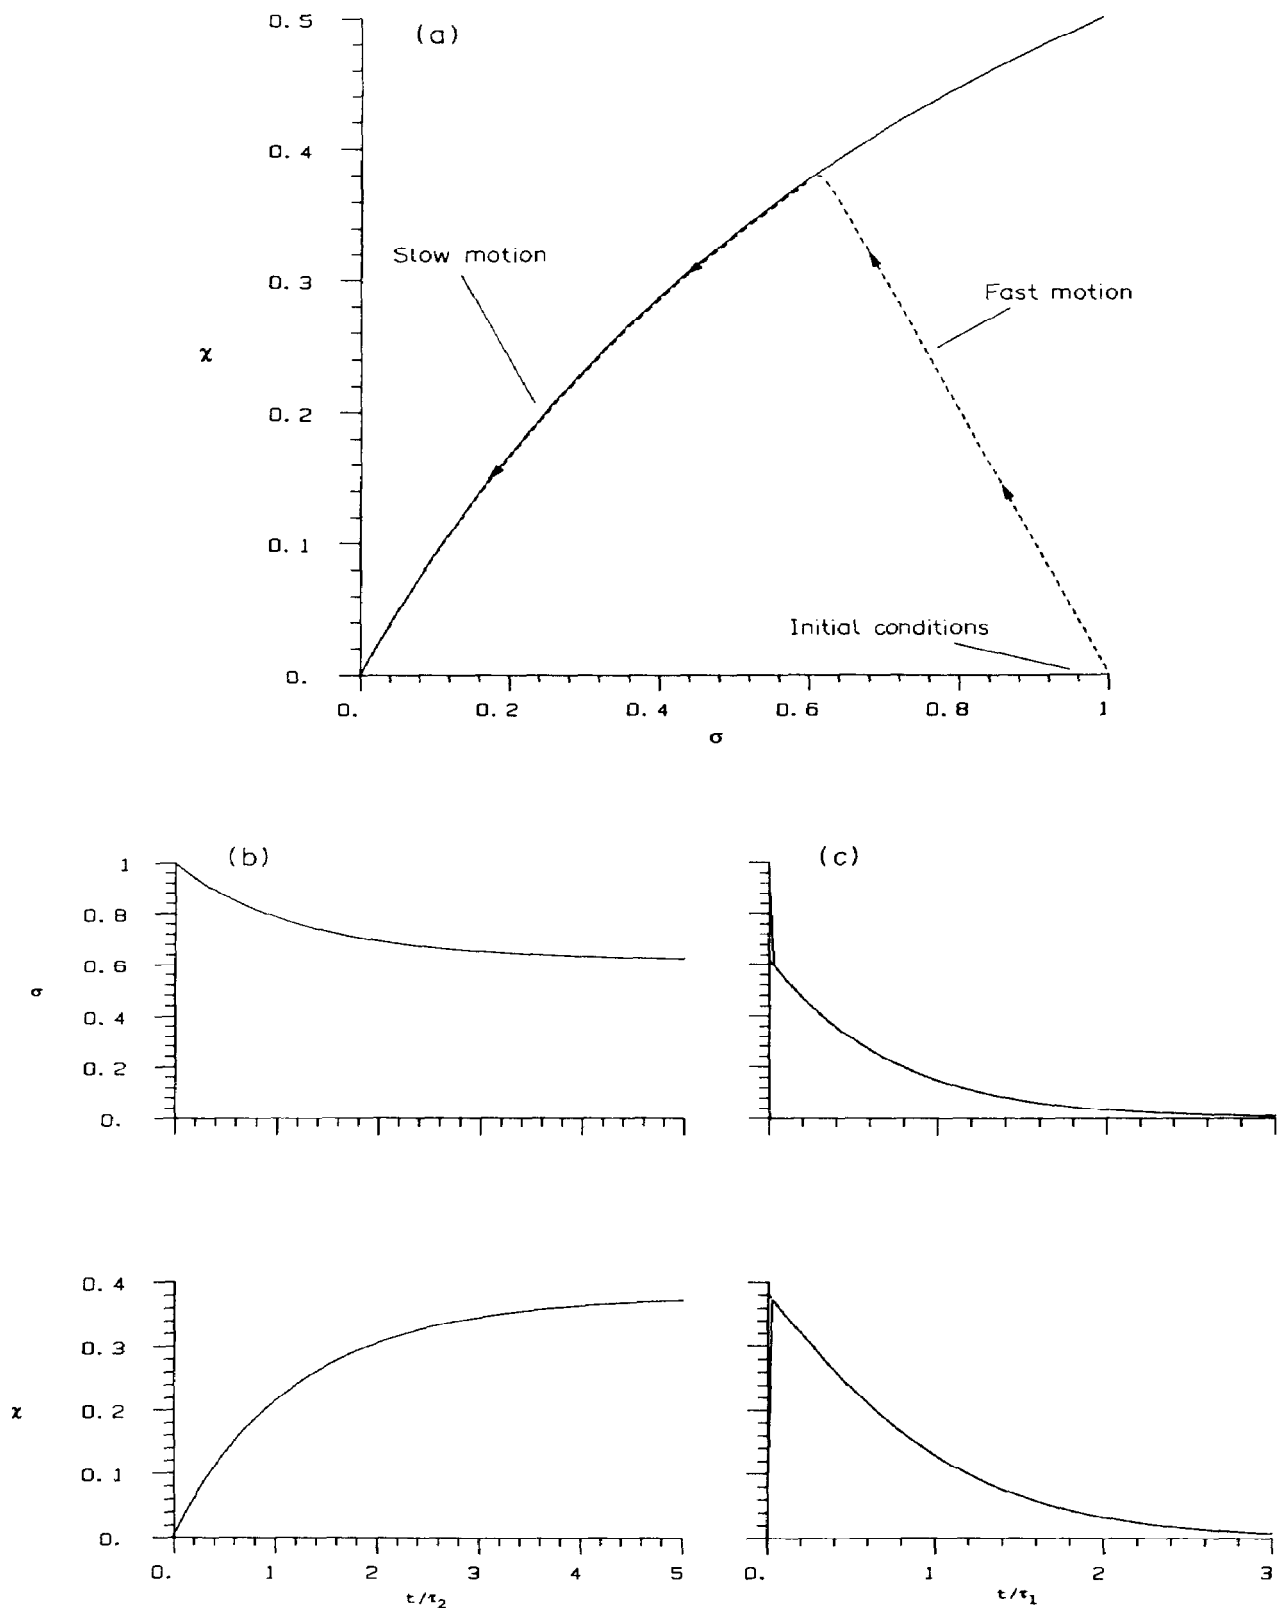 0. 5
(a)
0. 4
Slow motion
0. 3
Fast motion
χ
0. 2
0. 1
Initial conditions
0.
0.
0. 2
0. 4
0. 6
0. 8
1
σ
(b)
(c)
1
0. 8
0. 6
σ
0. 4
0. 2
0.
0. 4
0. 3
0. 2
χ
0. 1
0.
0.
1
2
3
4
5
t/τ2
0.
1
2
3
t/τ1